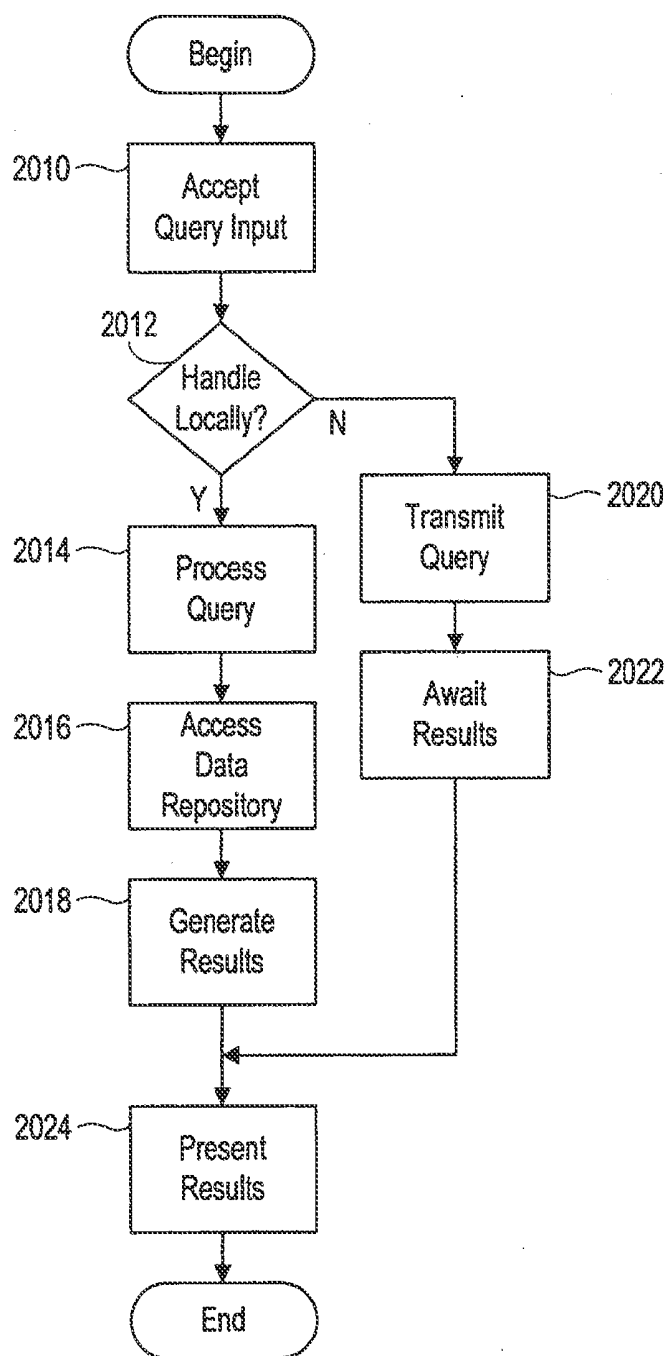 Begin
2010
Accept
Query Input
2012
Handle
Locally?
N
Y
2020
Transmit
Query
2014
Process
Query
2022
Await
Results
2016
Access
Data
Repository
2018
Generate
Results
2024
Present
Results
End